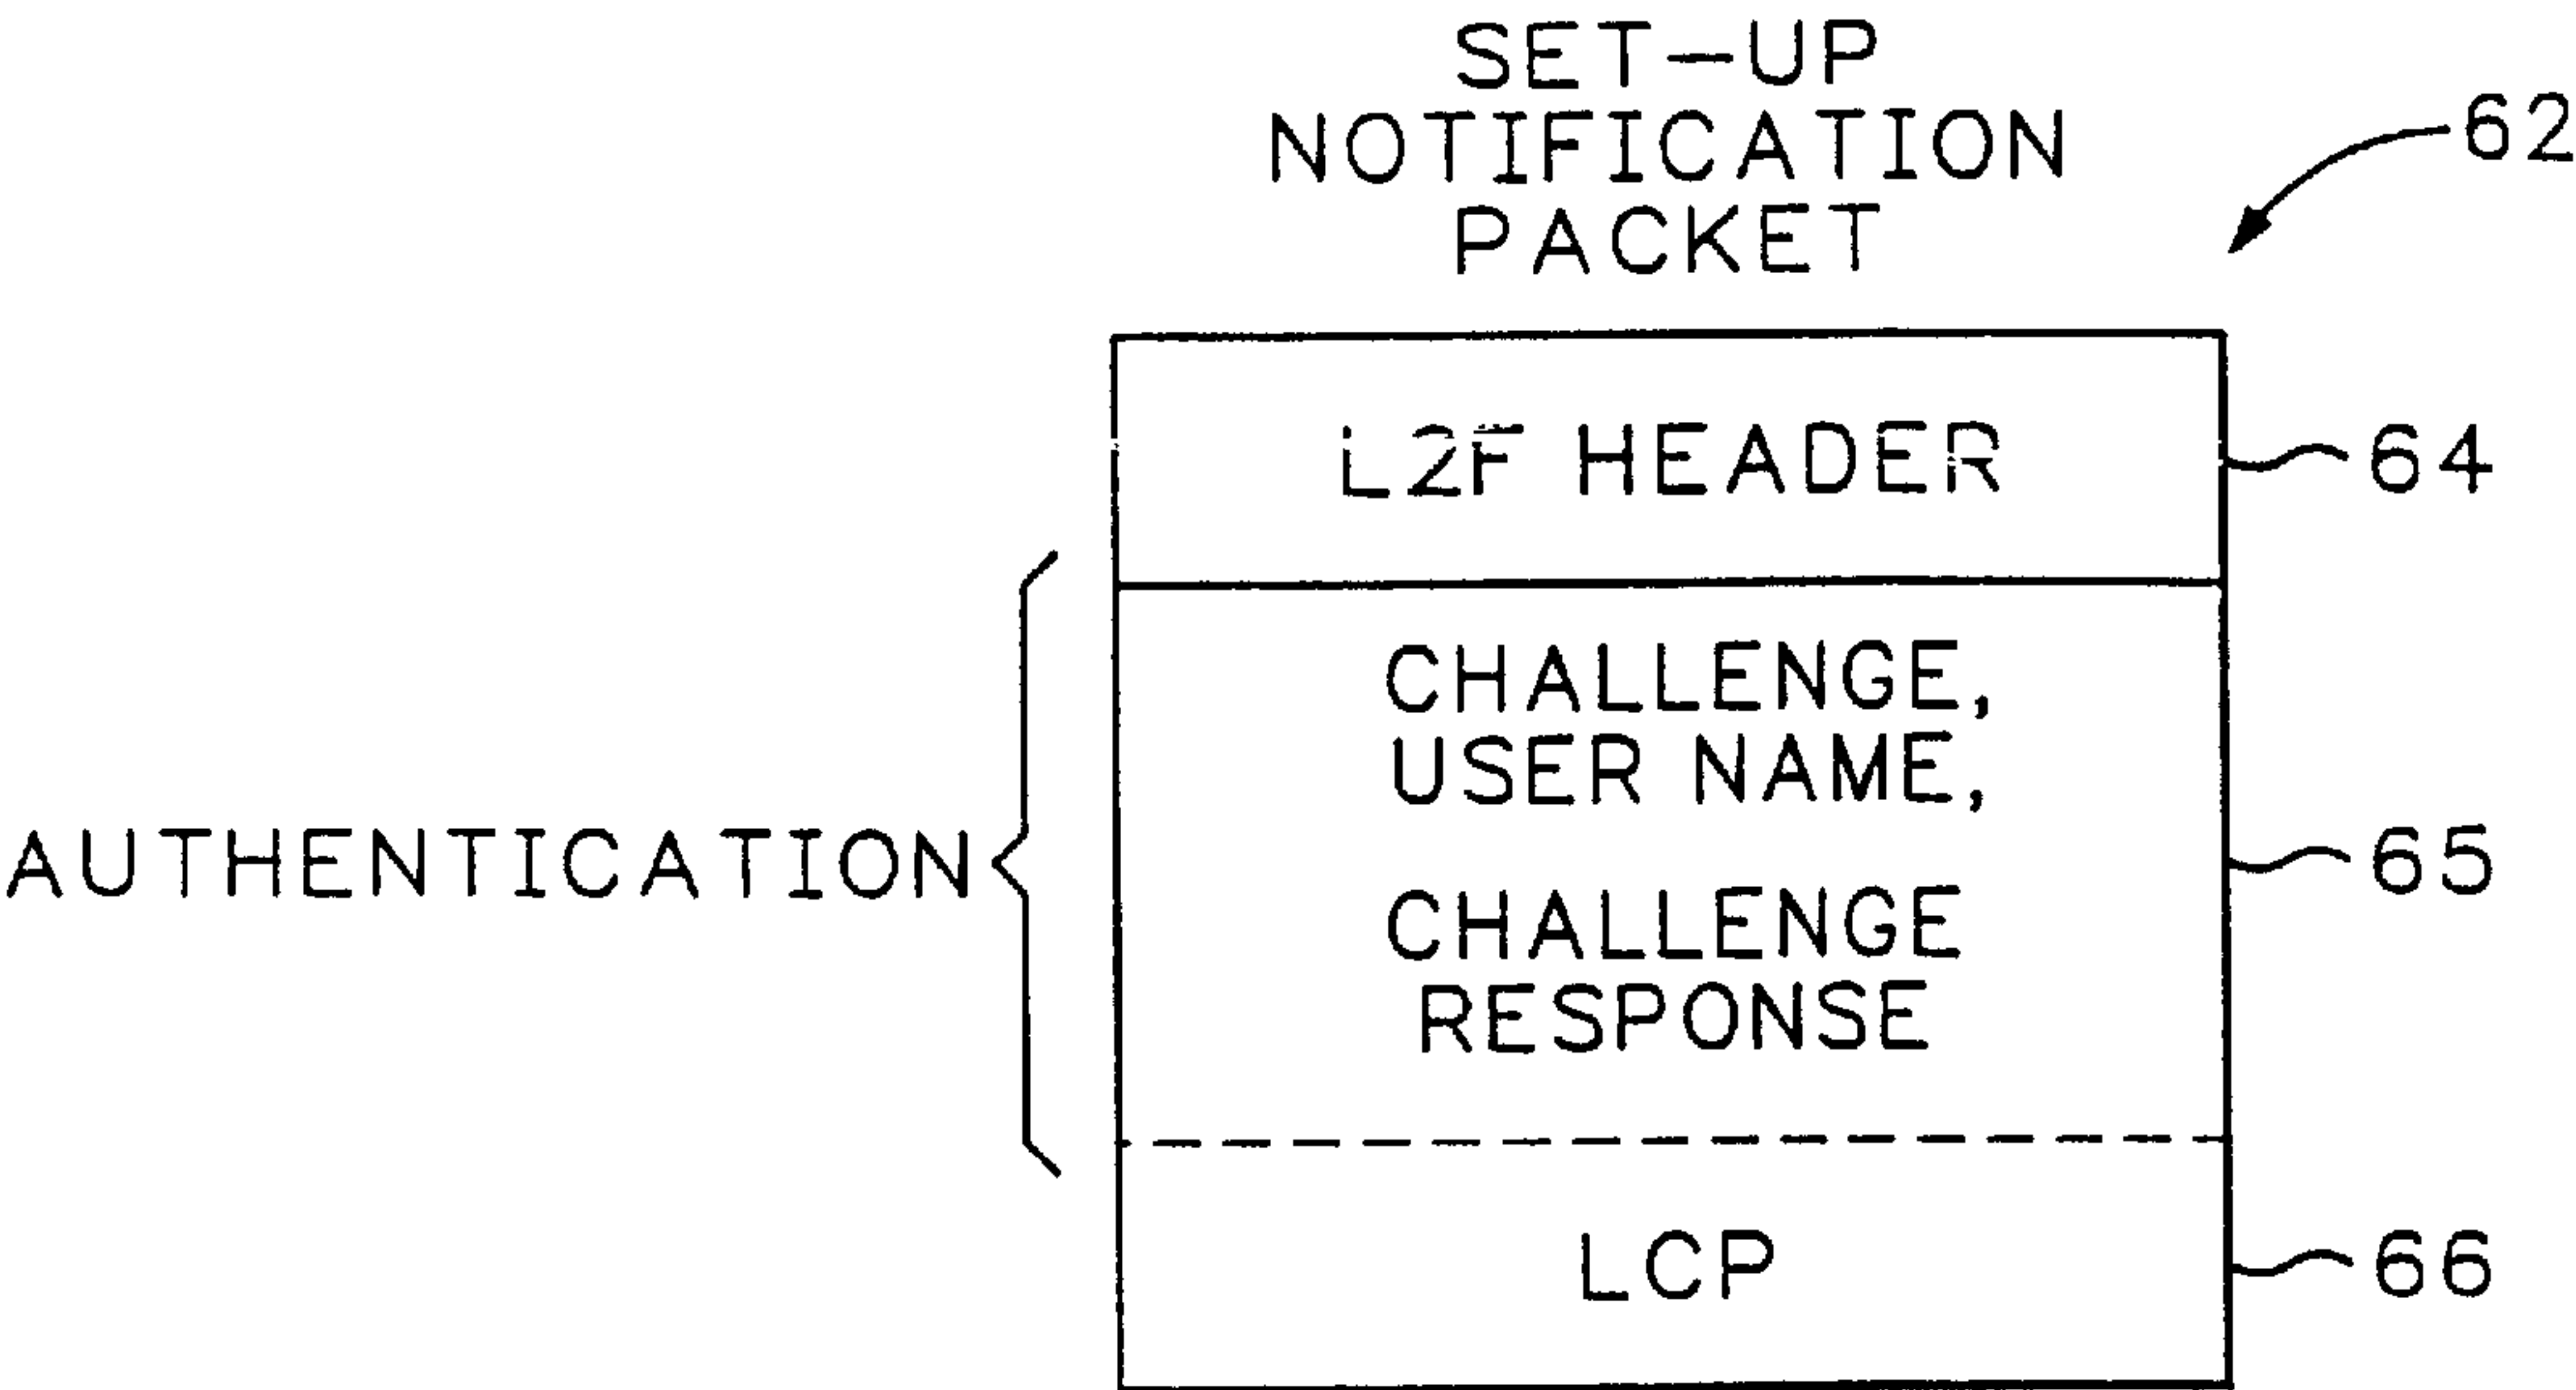 SET-UP
NOTIFICATION
PACKET
62
L2F HEADER
64
AUTHENTICATION
CHALLENGE,
USER NAME,
CHALLENGE
RESPONSE
65
LCP
66